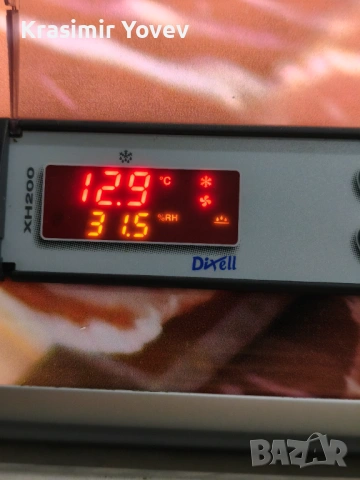 Krasimir Yovev
XH200
12.9 °C
31.5 %RH
Dixell
BAZAR